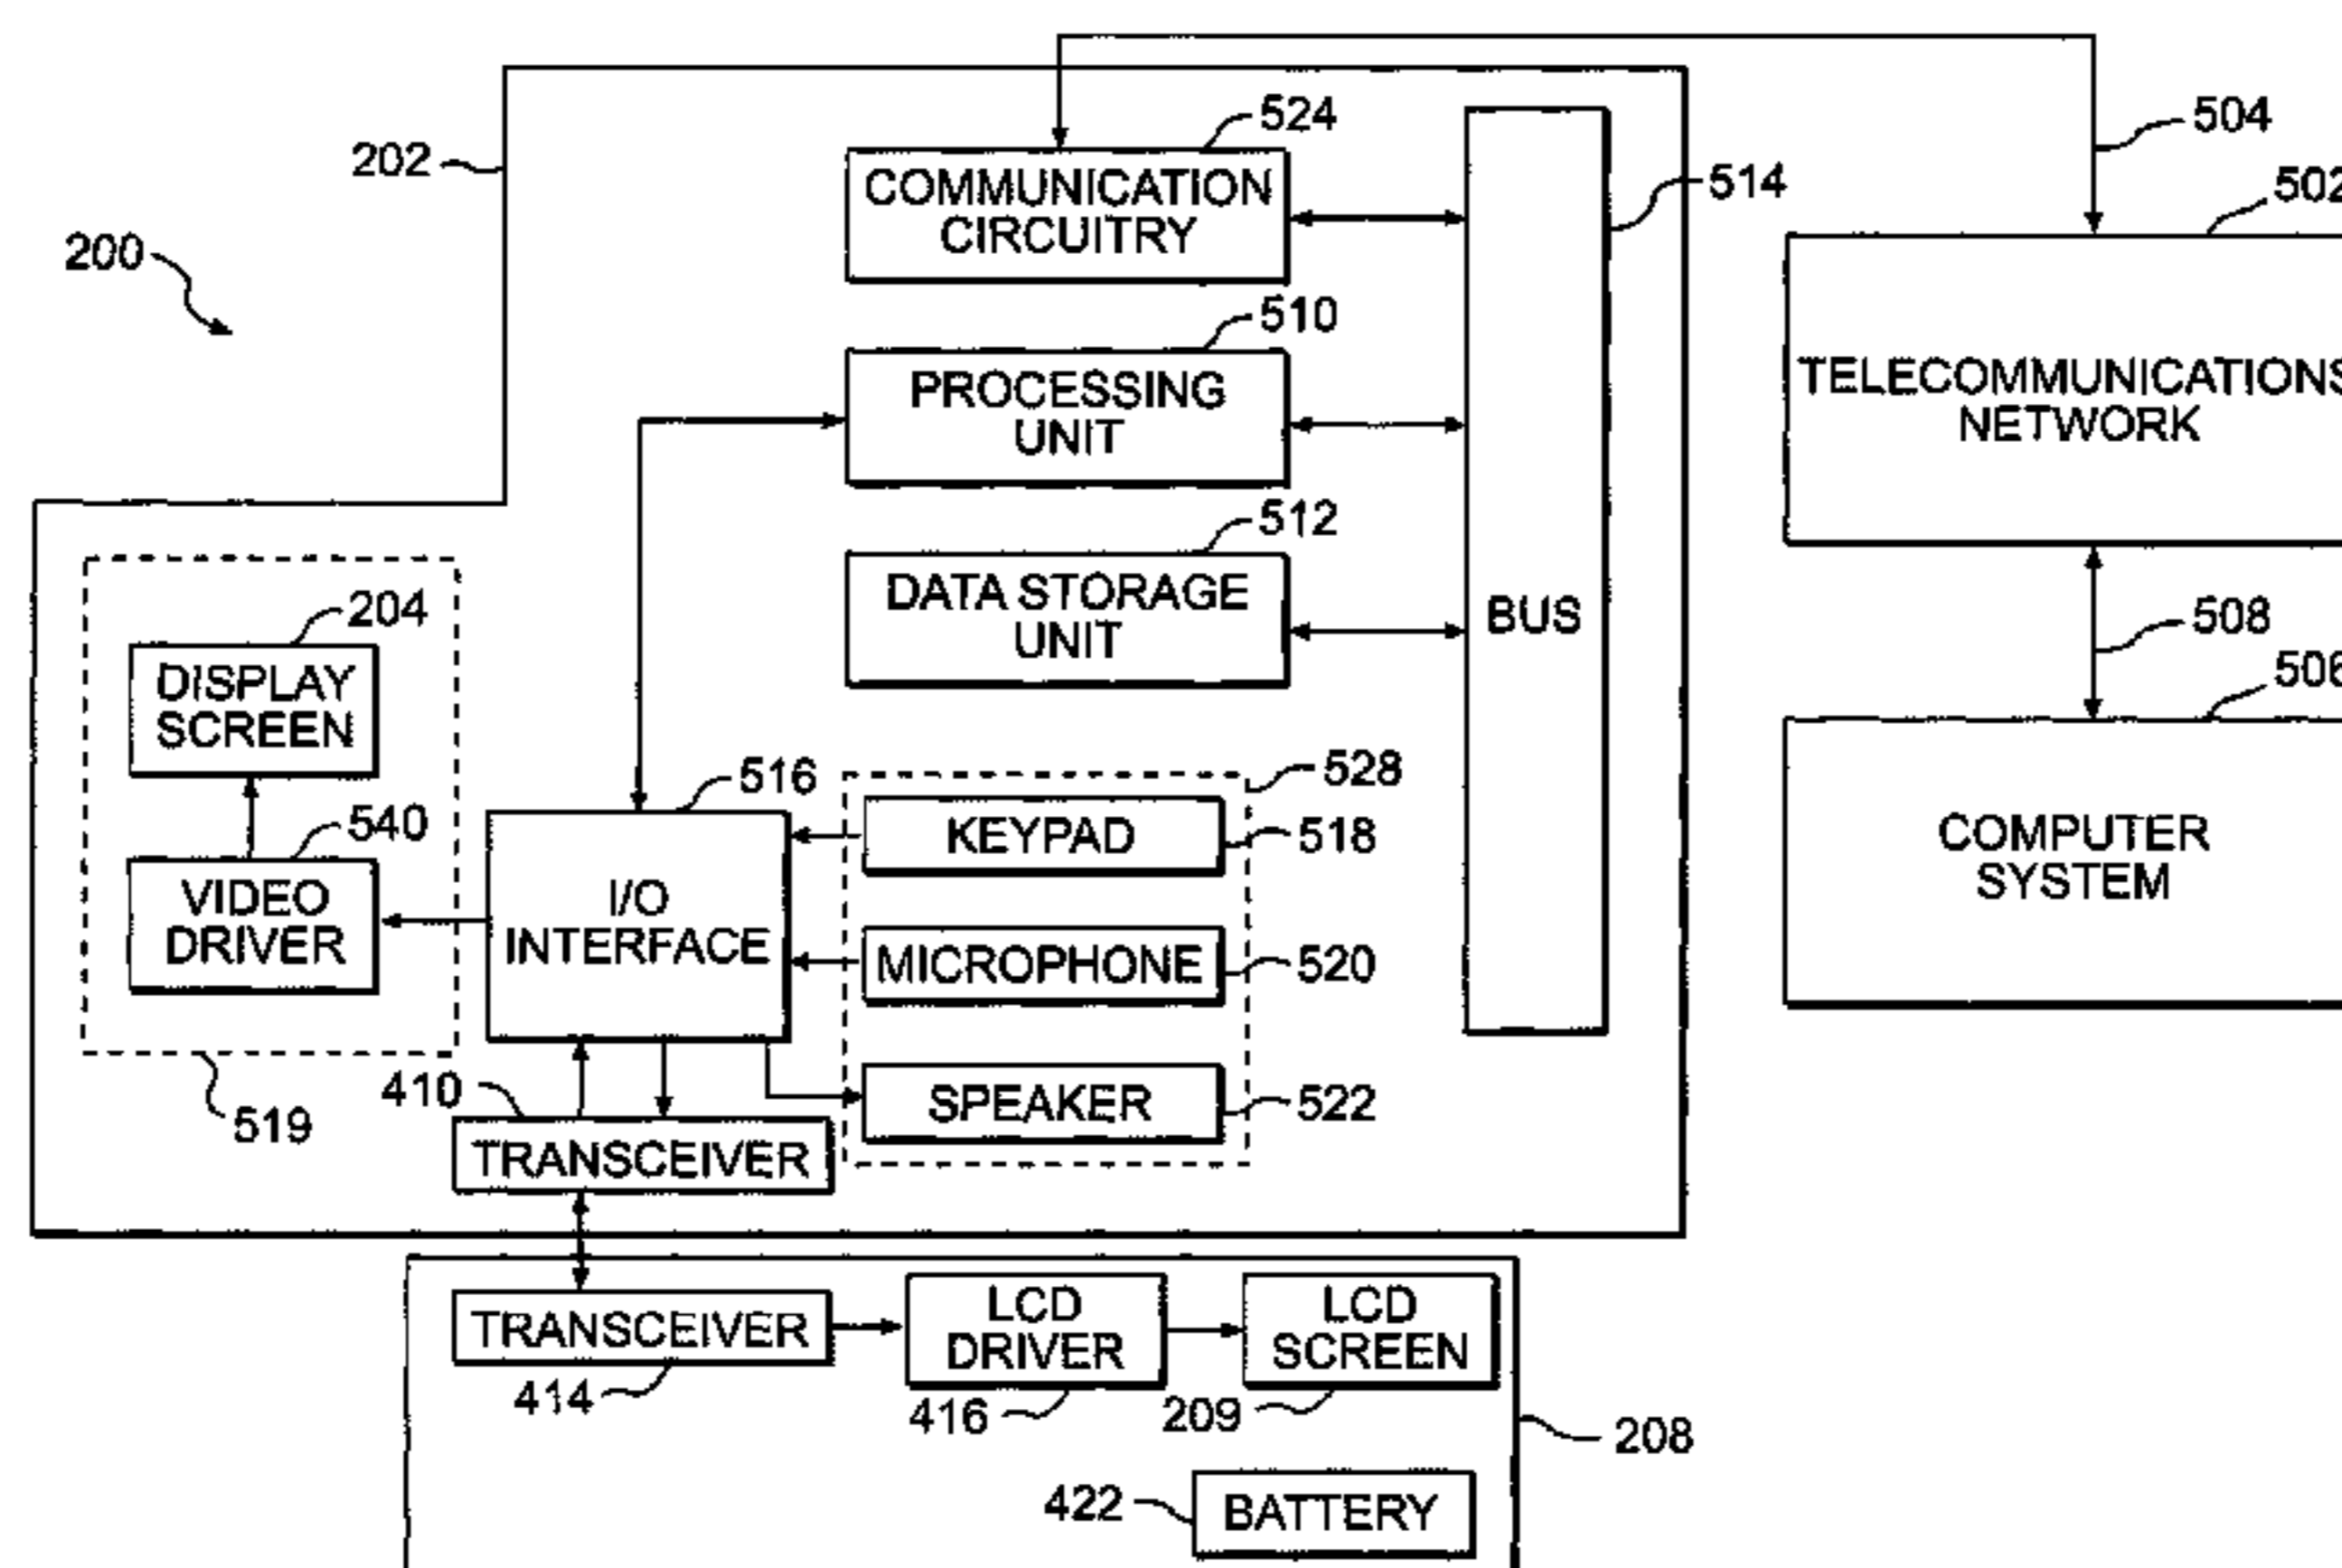 504
524
202
COMMUNICATION
CIRCUITRY
514
502
200
510
PROCESSING
UNIT
TELECOMMUNICATIONS
NETWORK
512
DATA STORAGE
UNIT
BUS
508
204
506
DISPLAY
SCREEN
516
528
540
KEYPAD
518
COMPUTER
SYSTEM
VIDEO
DRIVER
I/O
INTERFACE
MICROPHONE
520
410
519
SPEAKER
522
TRANSCEIVER
TRANSCEIVER
LCD
DRIVER
LCD
SCREEN
414
416
209
208
422
BATTERY